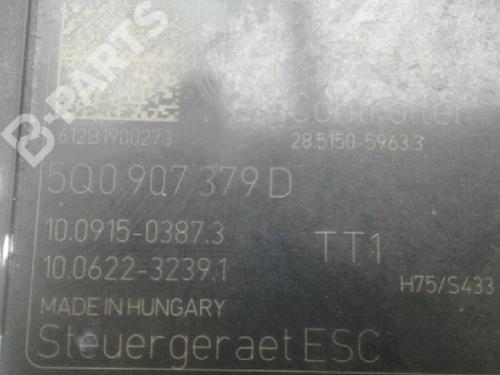 B-PARTS
Controller
612B1900273
28.5150-5963.3
5Q0 907 379 D
10.0915-0387.3
TT1
10.0622-3239.1
H75/S433
MADE IN HUNGARY
Steuergeraet ESC